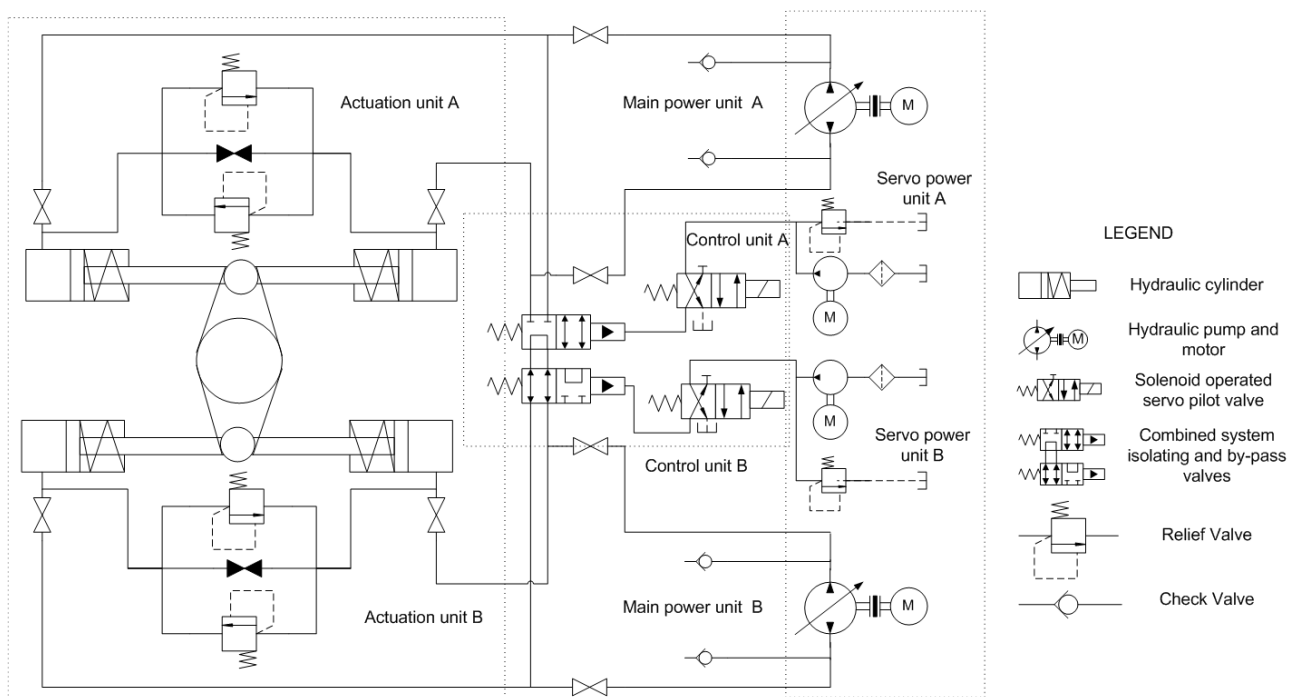 Actuation unit A
Main power unit A
M
Servo power
unit A
Control unit A
M
M
Servo power
unit B
Control unit B
Main power unit B
M
Actuation unit B
LEGEND
Hydraulic cylinder
M
Hydraulic pump and
motor
Solenoid operated
servo pilot valve
Combined system
isolating and by-pass
valves
Relief Valve
Check Valve